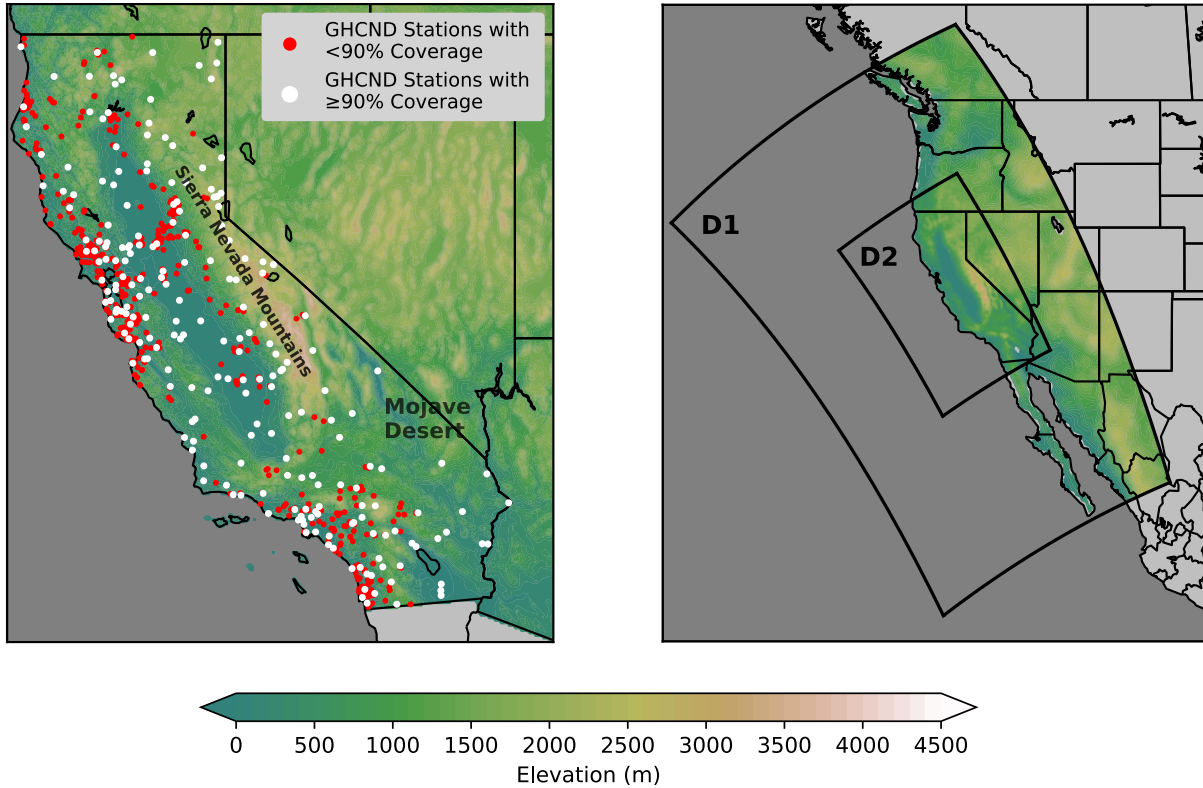 GHCND Stations with
<90% Coverage
GHCND Stations with
≥90% Coverage
Sierra Nevada Mountains
Mojave
Desert
D1
D2
0 500 1000 1500 2000 2500 3000 3500 4000 4500
Elevation (m)